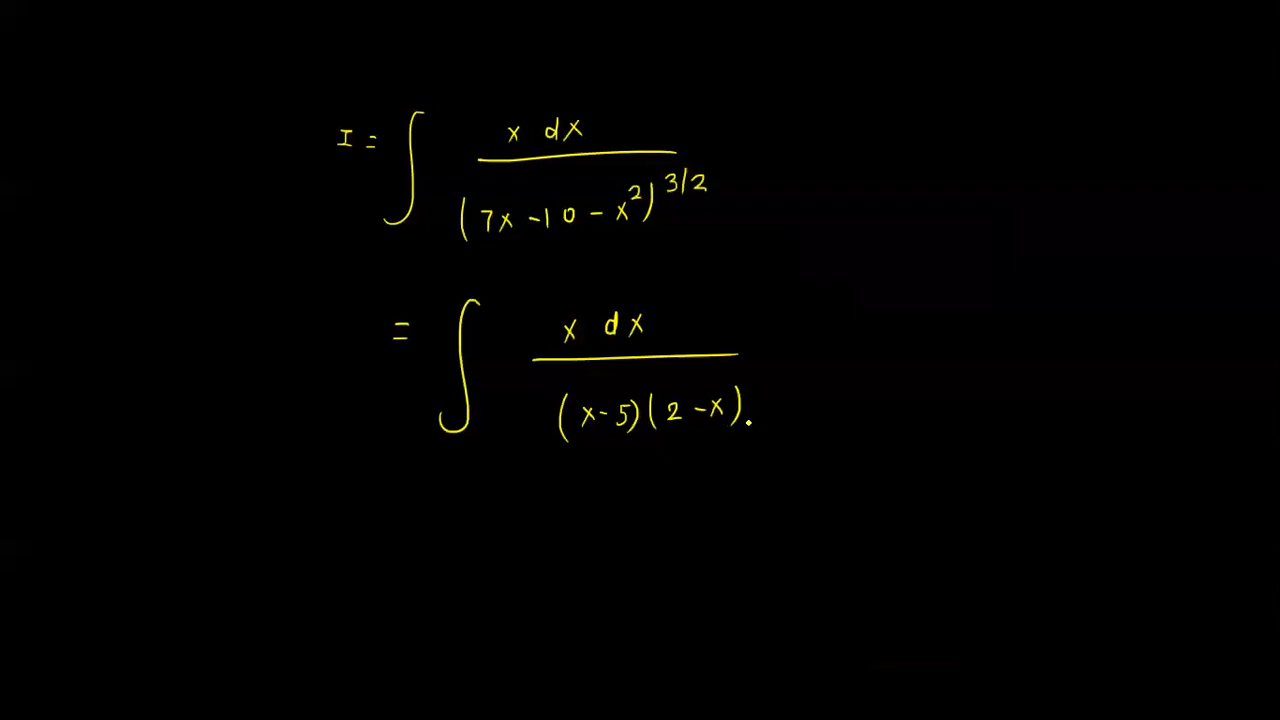 I = ∫ x dx / (7x - 10 - x²)^3/2
= ∫ x dx / (x - 5)(2 - x)